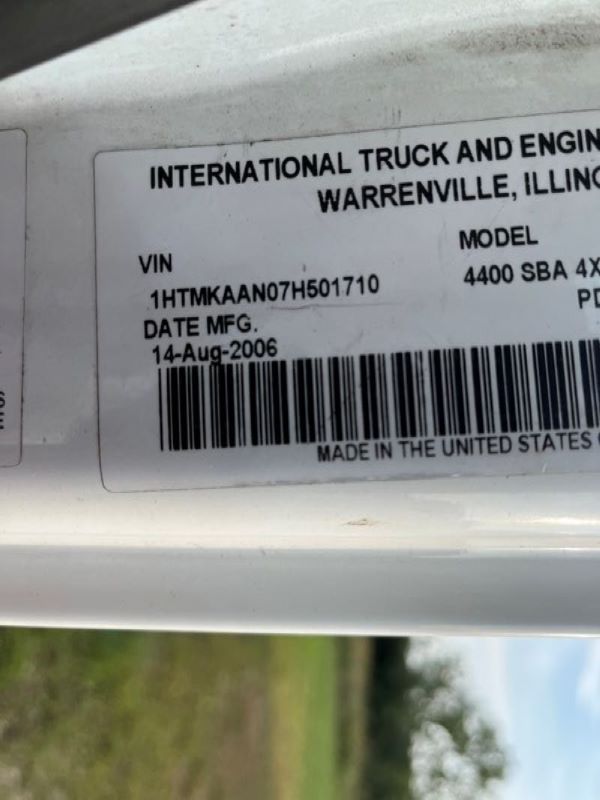 INTERNATIONAL TRUCK AND ENGIN
WARRENVILLE, ILLINO
VIN
MODEL
1HTMKAAN07H501710
4400 SBA 4X
PD
DATE MFG.
14-Aug-2006
MADE IN THE UNITED STATES